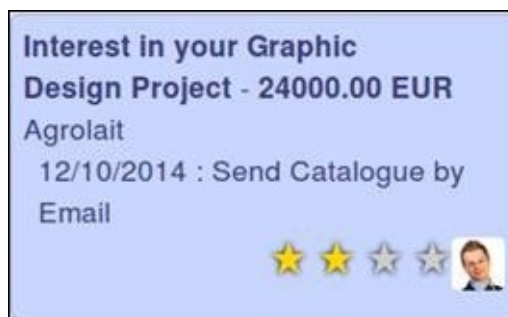 Interest in your Graphic
Design Project - 24000.00 EUR
Agrolait
12/10/2014 : Send Catalogue by
Email